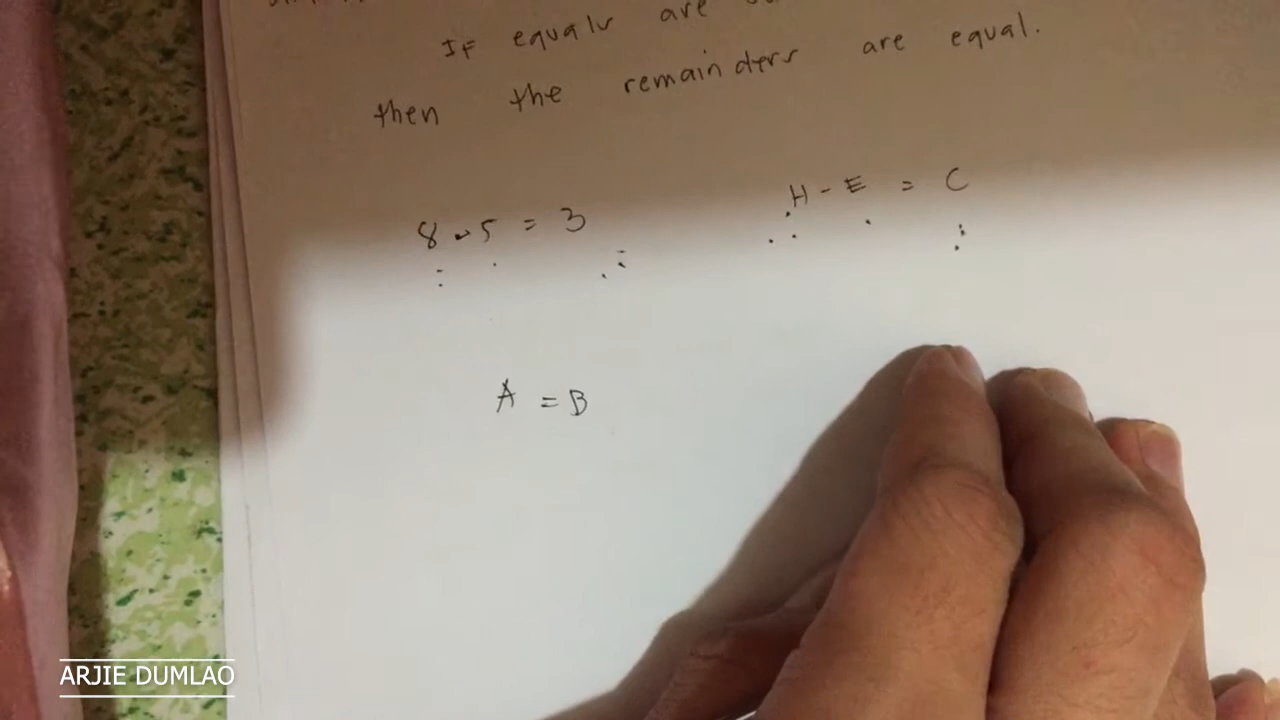 If equals are
then the remainders are equal.
8 - 5 = 3
H - E = C
A = B
ARJIE DUMLAO